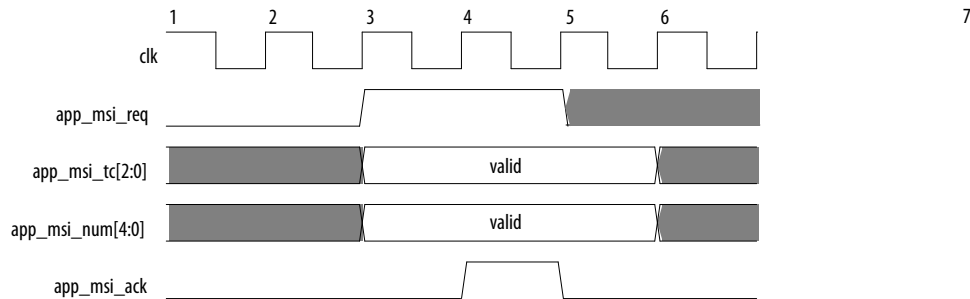 1 2 3 4 5 6 7
clk
app_msi_req
app_msi_tc[2:0] valid
app_msi_num[4:0] valid
app_msi_ack